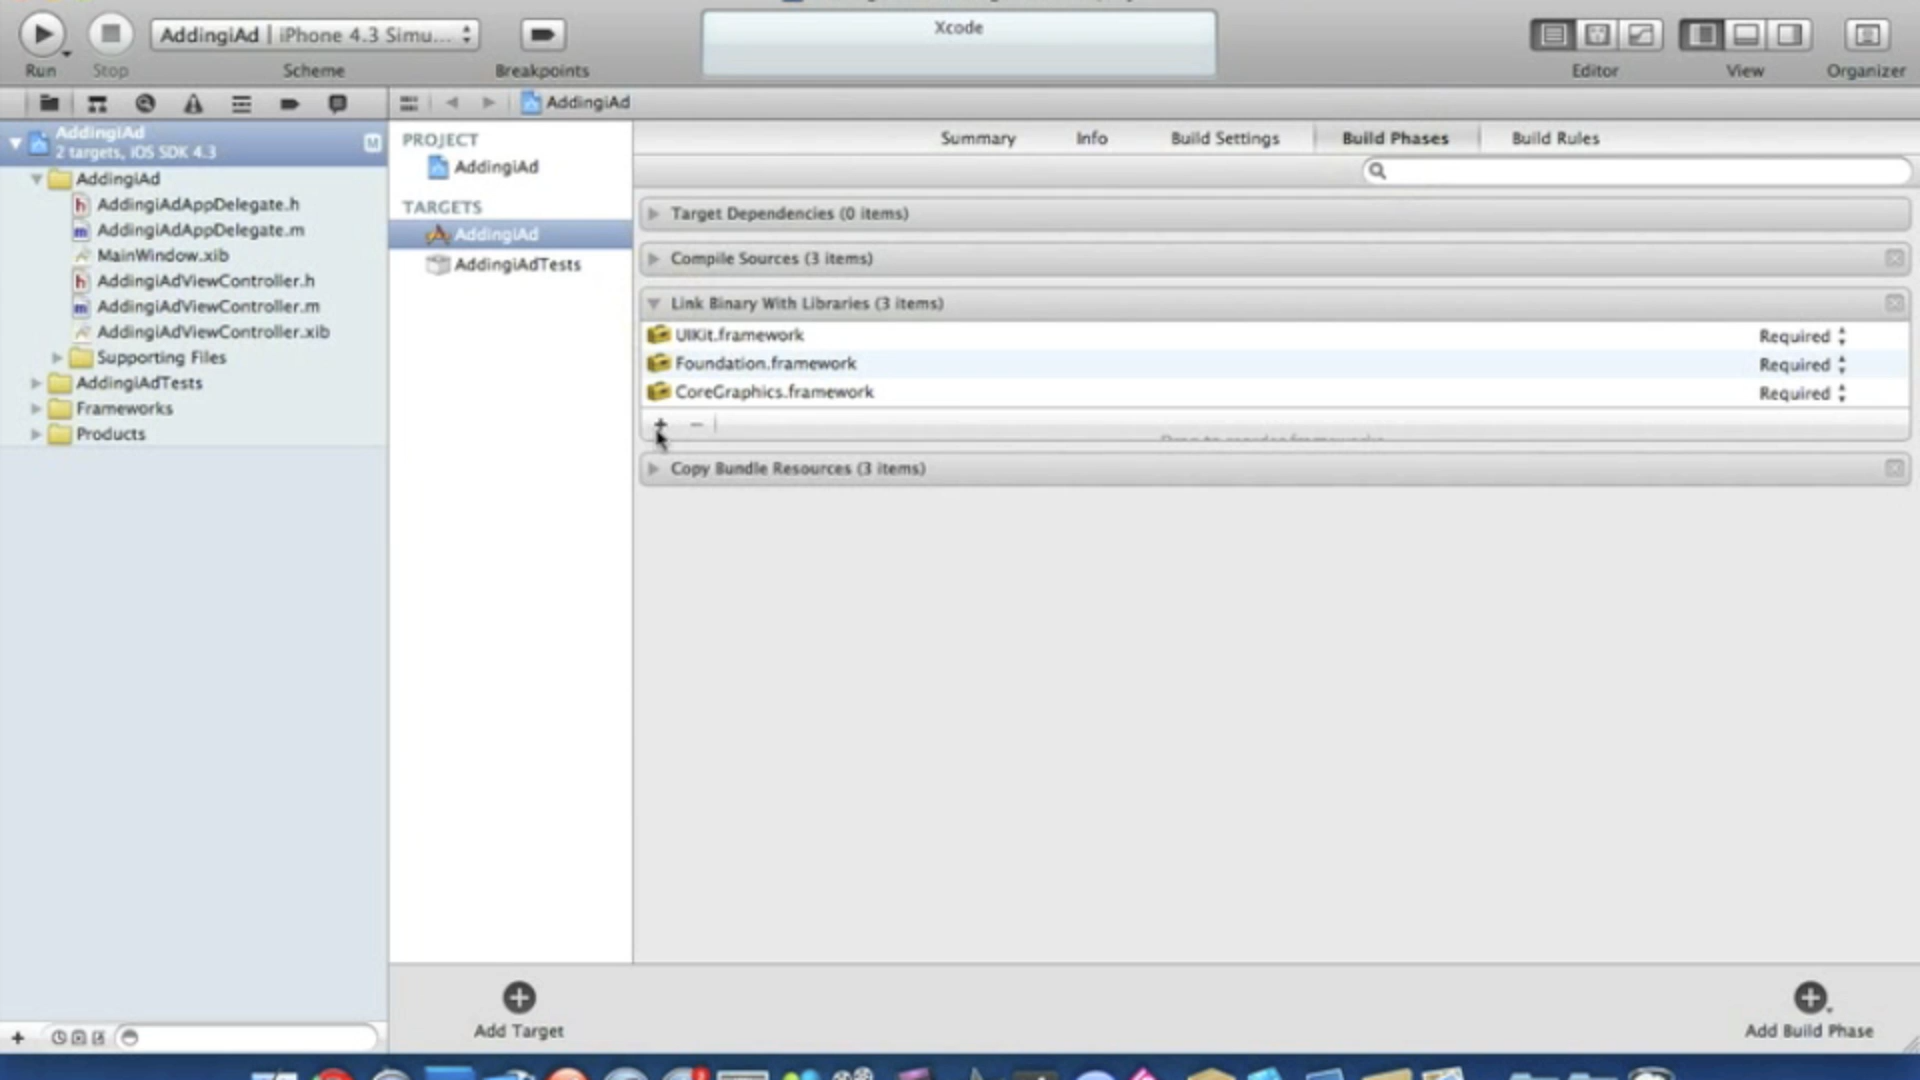 AddingiAd | iPhone 4.3 Simu...
Xcode
Run
Stop
Scheme
Breakpoints
Editor
View
Organizer
AddingiAd
AddingiAd
2 targets, iOS SDK 4.3
M
AddingiAd
AddingiAdAppDelegate.h
AddingiAdAppDelegate.m
MainWindow.xib
AddingiAdViewController.h
AddingiAdViewController.m
AddingiAdViewController.xib
Supporting Files
AddingiAdTests
Frameworks
Products
PROJECT
AddingiAd
TARGETS
AddingiAd
AddingiAdTests
Summary
Info
Build Settings
Build Phases
Build Rules
Target Dependencies (0 items)
Compile Sources (3 items)
Link Binary With Libraries (3 items)
UIKit.framework
Required
Foundation.framework
Required
CoreGraphics.framework
Required
Copy Bundle Resources (3 items)
Add Target
Add Build Phase